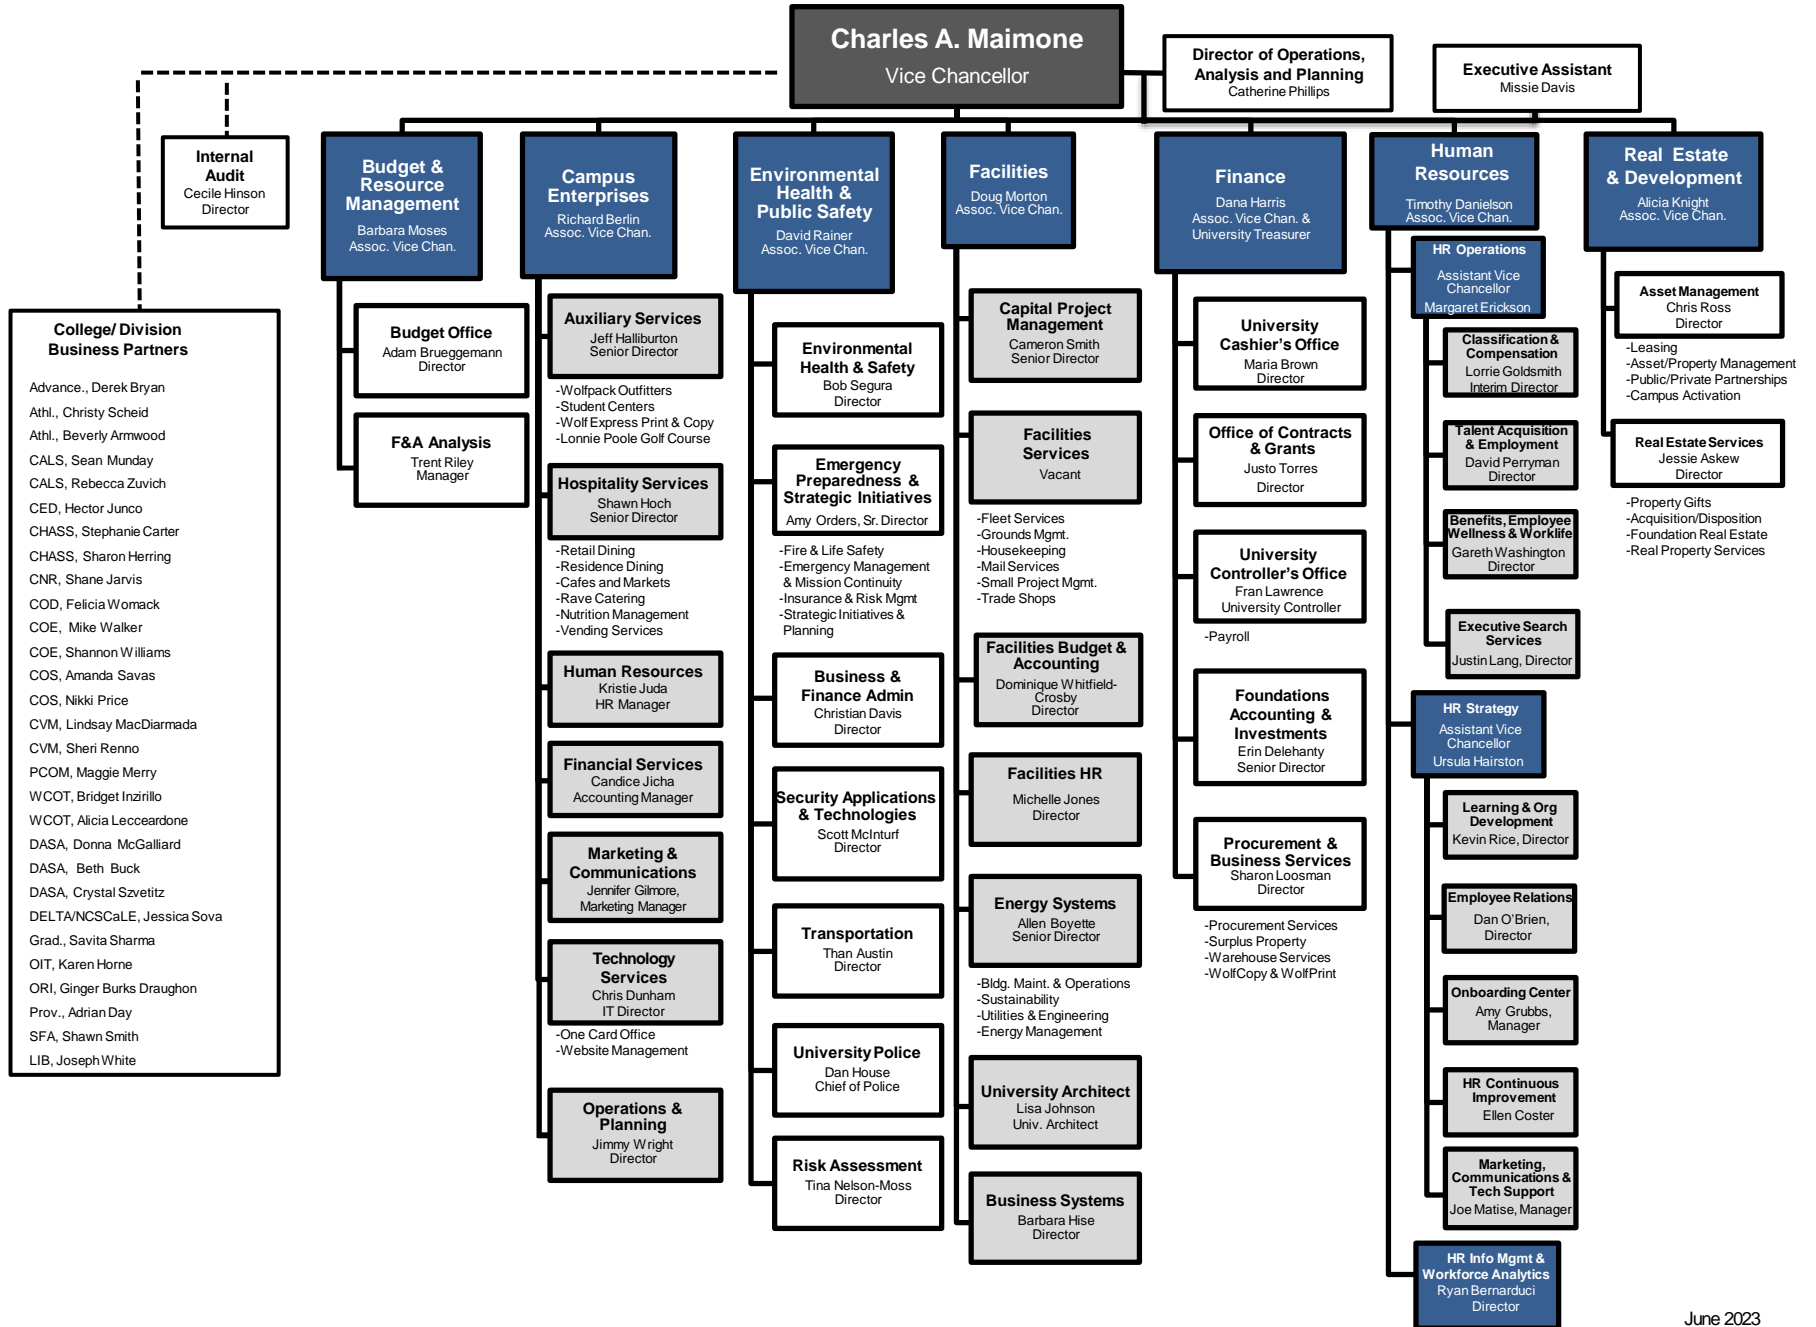 Charles A. Maimone
Vice Chancellor
Director of Operations,
Analysis and Planning
Catherine Phillips
Executive Assistant
Missie Davis
Internal
Audit
Cecile Hinson
Director
College/ Division
Business Partners
Advance., Derek Bryan
Athl., Christy Scheid
Athl., Beverly Armwood
CALS, Sean Munday
CALS, Rebecca Zuvich
CED, Hector Junco
CHASS, Stephanie Carter
CHASS, Sharon Herring
CNR, Shane Jarvis
COD, Felicia Womack
COE, Mike Walker
COE, Shannon Williams
COS, Amanda Savas
COS, Nikki Price
CVM, Lindsay MacDiarmada
CVM, Sheri Renno
PCOM, Maggie Merry
WCOT, Bridget Inzirillo
WCOT, Alicia Lecceardone
DASA, Donna McGalliard
DASA, Beth Buck
DASA, Crystal Szvetitz
DELTA/NCSCaLE, Jessica Sova
Grad., Savita Sharma
OIT, Karen Horne
ORI, Ginger Burks Draughon
Prov., Adrian Day
SFA, Shawn Smith
LIB, Joseph White
Budget &
Resource
Management
Barbara Moses
Assoc. Vice Chan.
Budget Office
Adam Brueggemann
Director
F&A Analysis
Trent Riley
Manager
Campus
Enterprises
Richard Berlin
Assoc. Vice Chan.
Auxiliary Services
Jeff Halliburton
Senior Director
-Wolfpack Outfitters
-Student Centers
-Wolf Express Print & Copy
-Lonnie Poole Golf Course
Hospitality Services
Shawn Hoch
Senior Director
-Retail Dining
-Residence Dining
-Cafes and Markets
-Rave Catering
-Nutrition Management
-Vending Services
Human Resources
Kristie Juda
HR Manager
Financial Services
Candice Jicha
Accounting Manager
Marketing &
Communications
Jennifer Gilmore,
Marketing Manager
Technology
Services
Chris Dunham
IT Director
-One Card Office
-Website Management
Operations &
Planning
Jimmy Wright
Director
Environmental
Health &
Public Safety
David Rainer
Assoc. Vice Chan.
Environmental
Health & Safety
Bob Segura
Director
Emergency
Preparedness &
Strategic Initiatives
Amy Orders, Sr. Director
-Fire & Life Safety
-Emergency Management
& Mission Continuity
-Insurance & Risk Mgmt
-Strategic Initiatives &
Planning
Business &
Finance Admin
Christian Davis
Director
Security Applications
& Technologies
Scott McInturf
Director
Transportation
Than Austin
Director
University Police
Dan House
Chief of Police
Risk Assessment
Tina Nelson-Moss
Director
Facilities
Doug Morton
Assoc. Vice Chan.
Capital Project
Management
Cameron Smith
Senior Director
Facilities
Services
Vacant
-Fleet Services
-Grounds Mgmt.
-Housekeeping
-Mail Services
-Small Project Mgmt.
-Trade Shops
Facilities Budget &
Accounting
Dominique Whitfield-
Crosby
Director
Facilities HR
Michelle Jones
Director
Energy Systems
Allen Boyette
Senior Director
-Bldg. Maint. & Operations
-Sustainability
-Utilities & Engineering
-Energy Management
University Architect
Lisa Johnson
Univ. Architect
Business Systems
Barbara Hise
Director
Finance
Dana Harris
Assoc. Vice Chan. &
University Treasurer
University
Cashier's Office
Maria Brown
Director
Office of Contracts
& Grants
Justo Torres
Director
University
Controller's Office
Fran Lawrence
University Controller
-Payroll
Foundations
Accounting &
Investments
Erin Delehanty
Senior Director
Procurement &
Business Services
Sharon Loosman
Director
-Procurement Services
-Surplus Property
-Warehouse Services
-WolfCopy & WolfPrint
Human
Resources
Timothy Danielson
Assoc. Vice Chan.
HR Operations
Assistant Vice
Chancellor
Margaret Erickson
Classification &
Compensation
Lorrie Goldsmith
Interim Director
Talent Acquisition
& Employment
David Perryman
Director
Benefits, Employee
Wellness & Worklife
Gareth Washington
Director
Executive Search
Services
Justin Lang, Director
HR Strategy
Assistant Vice
Chancellor
Ursula Hairston
Learning & Org
Development
Kevin Rice, Director
Employee Relations
Dan O'Brien,
Director
Onboarding Center
Amy Grubbs,
Manager
HR Continuous
Improvement
Ellen Coster
Marketing,
Communications &
Tech Support
Joe Matise, Manager
HR Info Mgmt &
Workforce Analytics
Ryan Bernarduci
Director
Real Estate
& Development
Alicia Knight
Assoc. Vice Chan.
Asset Management
Chris Ross
Director
-Leasing
-Asset/Property Management
-Public/Private Partnerships
-Campus Activation
Real Estate Services
Jessie Askew
Director
-Property Gifts
-Acquisition/Disposition
-Foundation Real Estate
-Real Property Services
June 2023